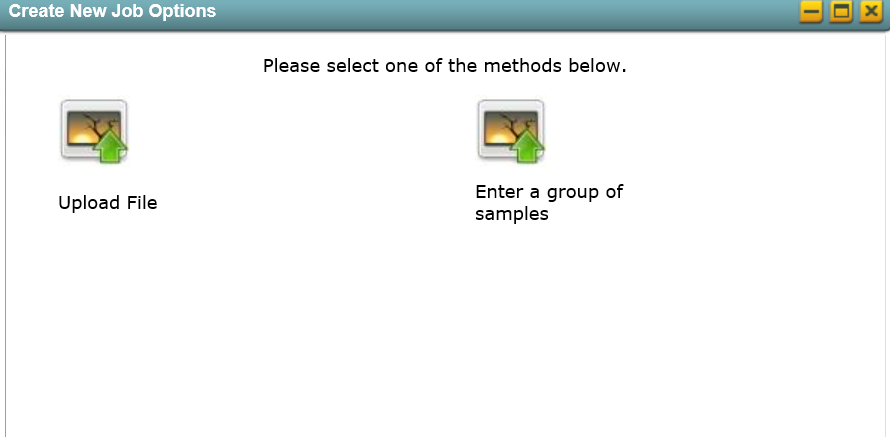 Create New Job Options
Please select one of the methods below.
Upload File
Enter a group of
samples